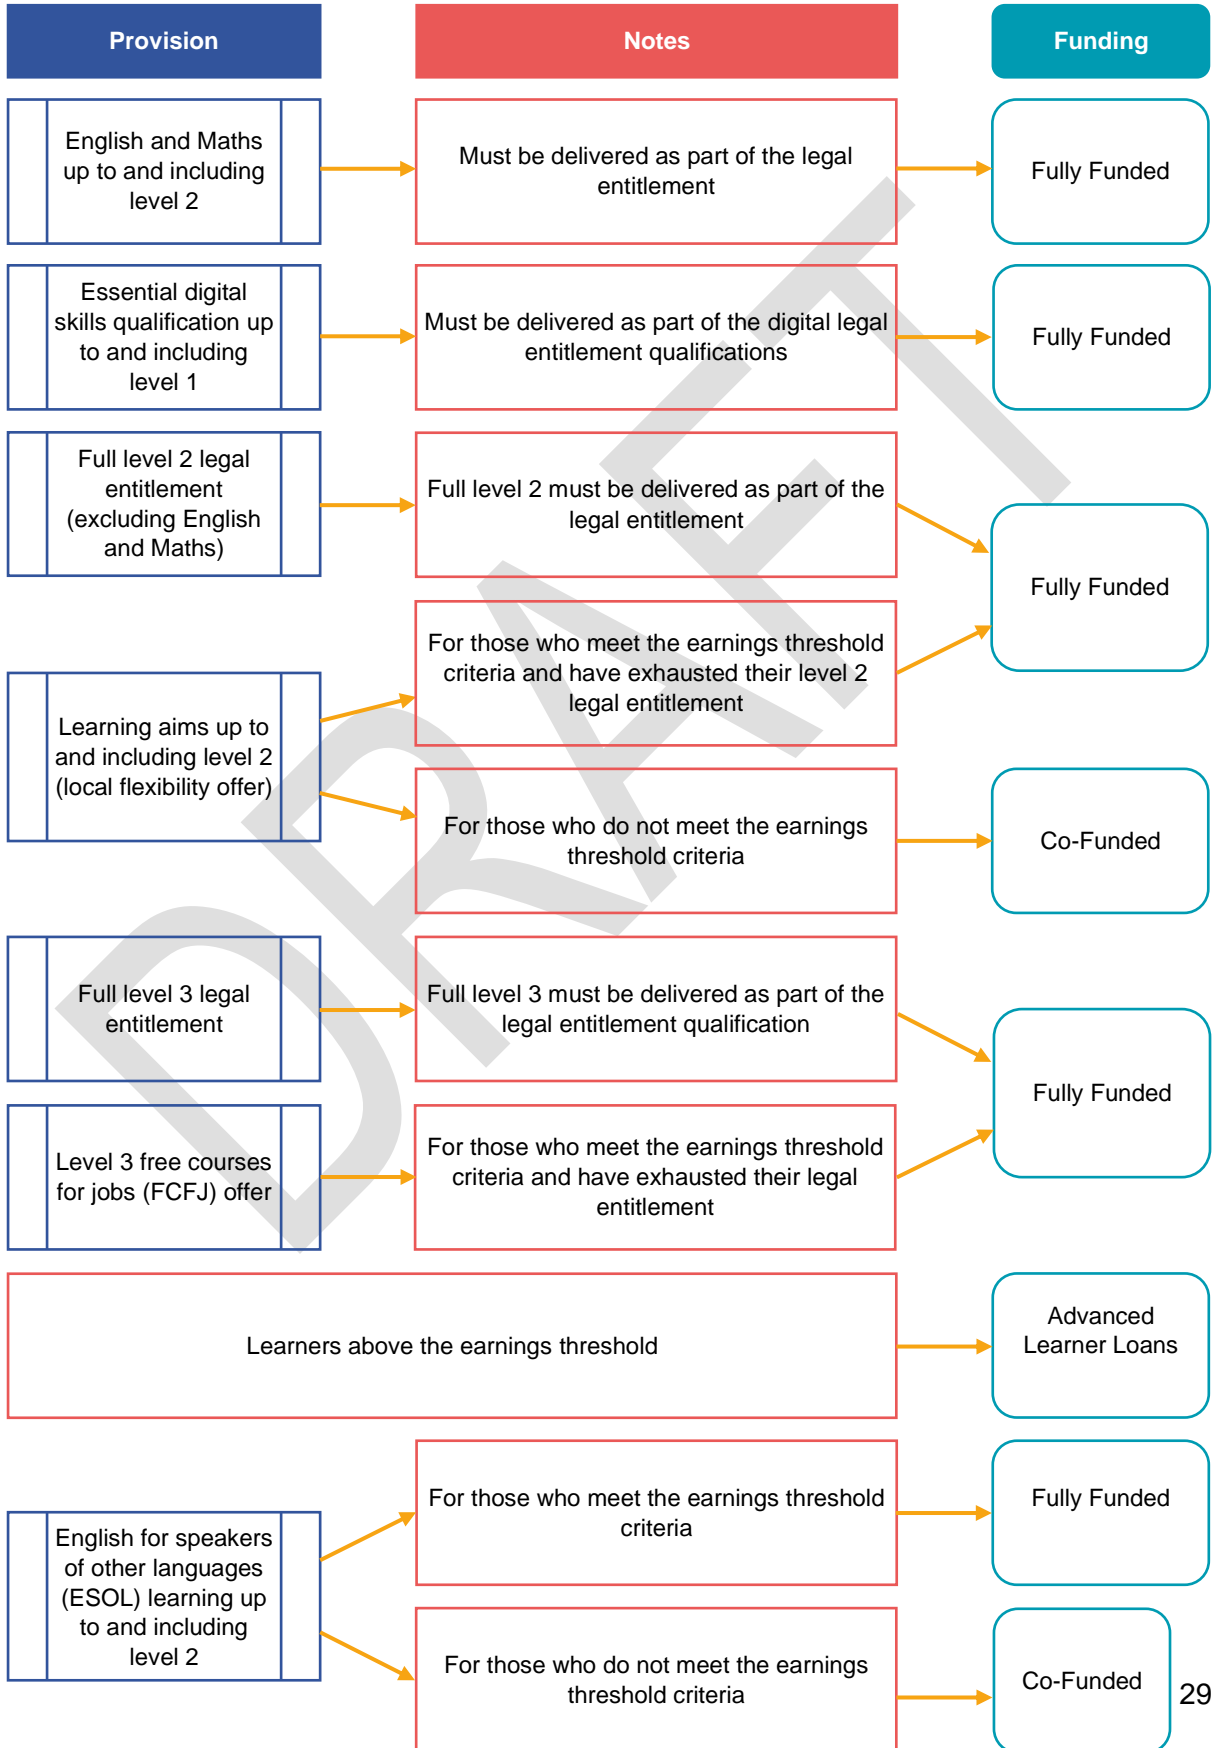 Provision
Notes
Funding
English and Maths
up to and including
level 2
Must be delivered as part of the legal
entitlement
Fully Funded
Essential digital
skills qualification up
to and including
level 1
Must be delivered as part of the digital legal
entitlement qualifications
Fully Funded
Full level 2 legal
entitlement
(excluding English
and Maths)
Full level 2 must be delivered as part of the
legal entitlement
Fully Funded
For those who meet the earnings threshold
criteria and have exhausted their level 2
legal entitlement
Learning aims up to
and including level 2
(local flexibility offer)
For those who do not meet the earnings
threshold criteria
Co-Funded
Full level 3 legal
entitlement
Full level 3 must be delivered as part of the
legal entitlement qualification
Fully Funded
Level 3 free courses
for jobs (FCFJ) offer
For those who meet the earnings threshold
criteria and have exhausted their legal
entitlement
Learners above the earnings threshold
Advanced
Learner Loans
For those who meet the earnings threshold
criteria
Fully Funded
English for speakers
of other languages
(ESOL) learning up
to and including
level 2
For those who do not meet the earnings
threshold criteria
Co-Funded
29
DRAFT